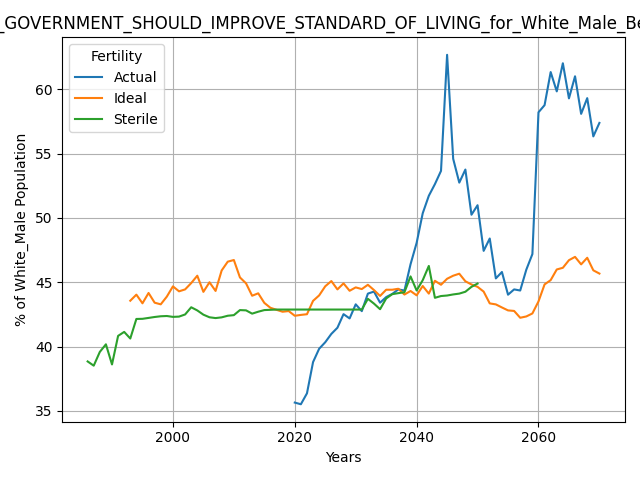 _GOVERNMENT_SHOULD_IMPROVE_STANDARD_OF_LIVING_for_White_Male_Be
Fertility
Actual
Ideal
Sterile
% of White_Male Population
60
55
50
45
40
35
2000
2020
2040
2060
Years